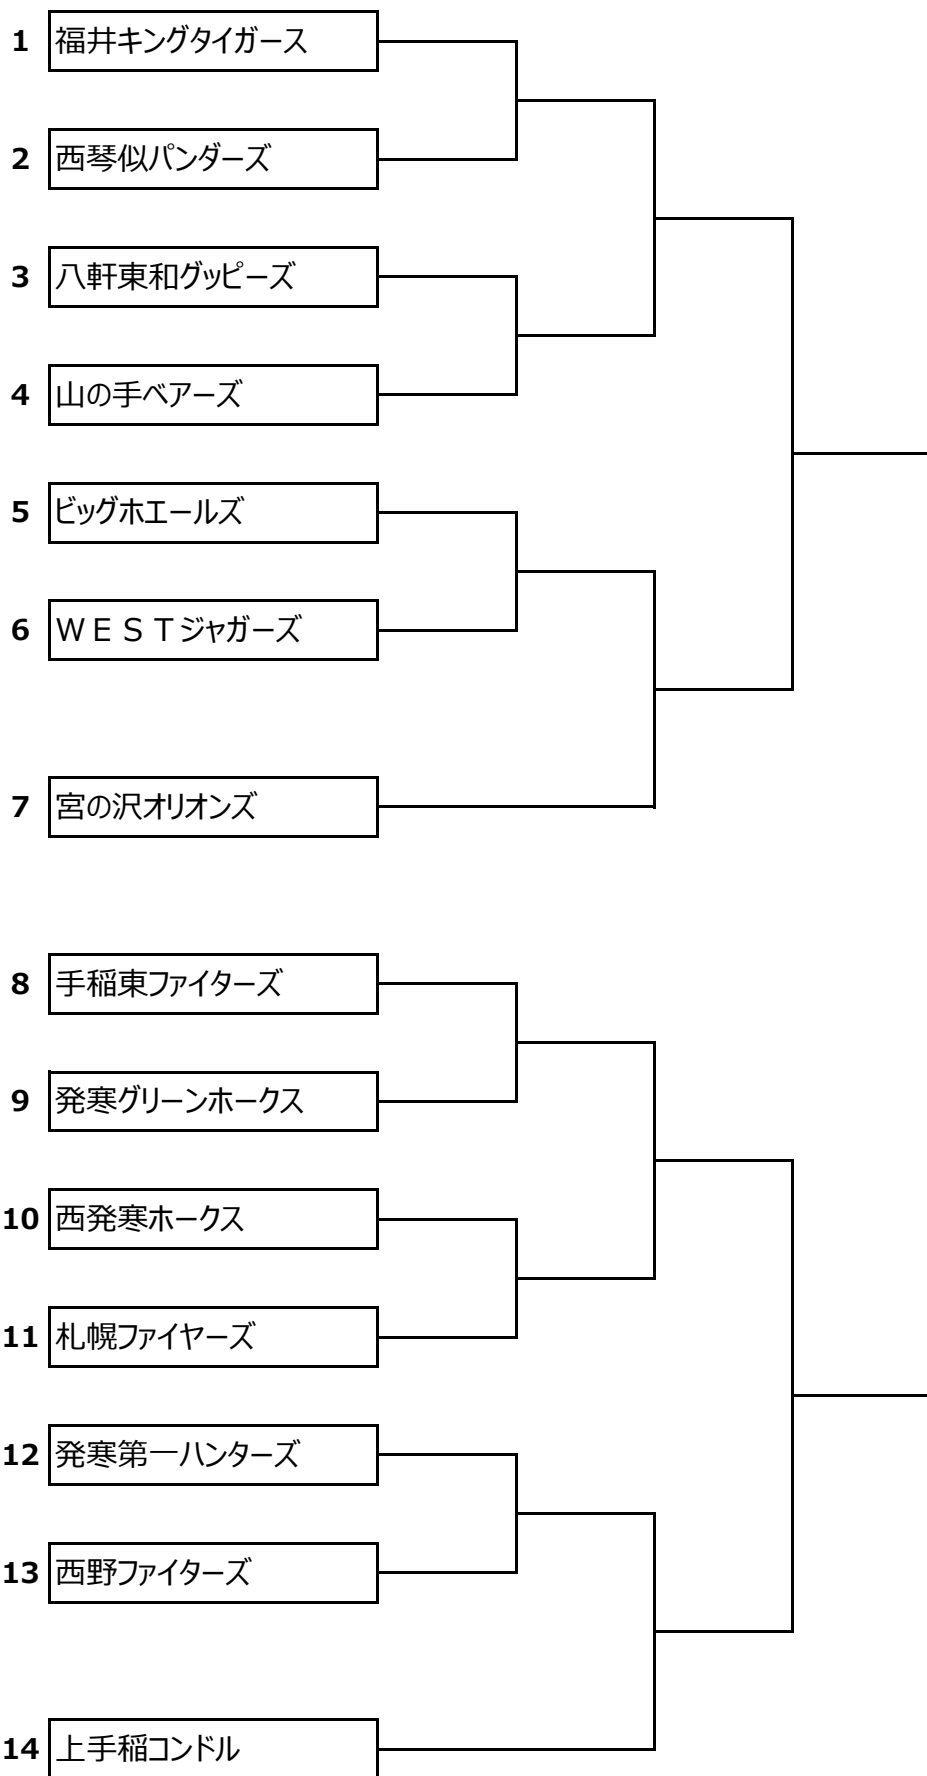 1 福井キングタイガース
2 西琴似パンダーズ
3 八軒東和グッピーズ
4 山の手ベアーズ
5 ビッグホエールズ
6 ＷＥＳＴジャガーズ
7 宮の沢オリオンズ
8 手稲東ファイターズ
9 発寒グリーンホークス
10 西発寒ホークス
11 札幌ファイヤーズ
12 発寒第一ハンターズ
13 西野ファイターズ
14 上手稲コンドル